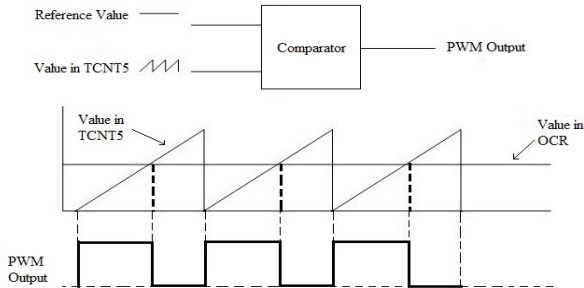 Reference Value
Comparator
PWM Output
Value in TCNT5
Value in
TCNT5
Value in
OCR
PWM
Output